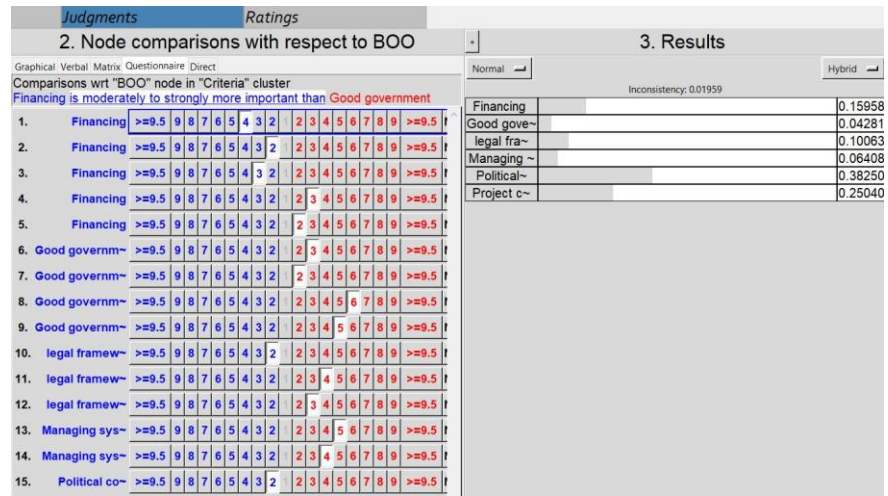 Judgments Ratings
2. Node comparisons with respect to BOO
Graphical Verbal Matrix Questionnaire Direct
Comparisons wrt "BOO" node in "Criteria" cluster
Financing is moderately to strongly more important than Good government
1. Financing >=9.5 9 8 7 6 5 4 3 2 1 2 3 4 5 6 7 8 9 >=9.5
2. Financing >=9.5 9 8 7 6 5 4 3 2 1 2 3 4 5 6 7 8 9 >=9.5
3. Financing >=9.5 9 8 7 6 5 4 3 2 1 2 3 4 5 6 7 8 9 >=9.5
4. Financing >=9.5 9 8 7 6 5 4 3 2 1 2 3 4 5 6 7 8 9 >=9.5
5. Financing >=9.5 9 8 7 6 5 4 3 2 1 2 3 4 5 6 7 8 9 >=9.5
6. Good governm~ >=9.5 9 8 7 6 5 4 3 2 1 2 3 4 5 6 7 8 9 >=9.5
7. Good governm~ >=9.5 9 8 7 6 5 4 3 2 1 2 3 4 5 6 7 8 9 >=9.5
8. Good governm~ >=9.5 9 8 7 6 5 4 3 2 1 2 3 4 5 6 7 8 9 >=9.5
9. Good governm~ >=9.5 9 8 7 6 5 4 3 2 1 2 3 4 5 6 7 8 9 >=9.5
10. legal framew~ >=9.5 9 8 7 6 5 4 3 2 1 2 3 4 5 6 7 8 9 >=9.5
11. legal framew~ >=9.5 9 8 7 6 5 4 3 2 1 2 3 4 5 6 7 8 9 >=9.5
12. legal framew~ >=9.5 9 8 7 6 5 4 3 2 1 2 3 4 5 6 7 8 9 >=9.5
13. Managing sys~ >=9.5 9 8 7 6 5 4 3 2 1 2 3 4 5 6 7 8 9 >=9.5
14. Managing sys~ >=9.5 9 8 7 6 5 4 3 2 1 2 3 4 5 6 7 8 9 >=9.5
15. Political co~ >=9.5 9 8 7 6 5 4 3 2 1 2 3 4 5 6 7 8 9 >=9.5
+ 3. Results
Normal Hybrid
Inconsistency: 0.01959
Financing 0.15958
Good gove~ 0.04281
legal fra~ 0.10063
Managing ~ 0.06408
Political~ 0.38250
Project c~ 0.25040